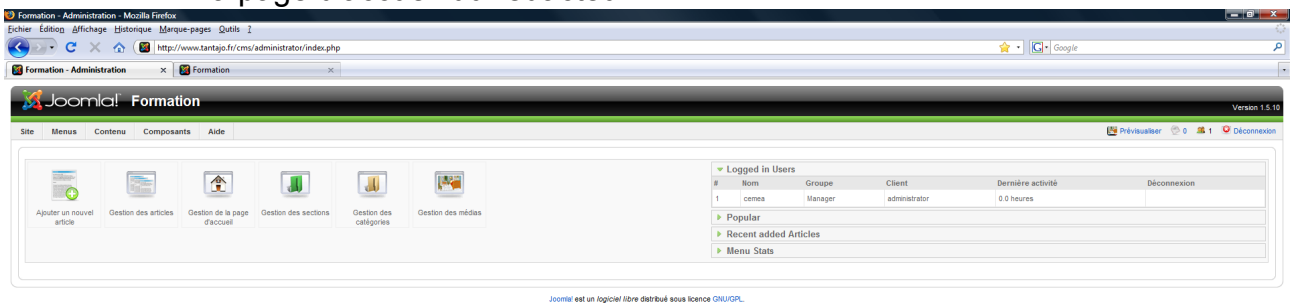 Formation - Administration - Mozilla Firefox
Fichier Édition Affichage Historique Marque-pages Outils ?
http://www.tantajo.fr/cms/administrator/index.php
Google
Formation - Administration
Formation
Joomla! Formation
Version 1.5.10
Site Menus Contenu Composants Aide
Prévisualiser 0 1 Déconnexion
Ajouter un nouvel article
Gestion des articles
Gestion de la page d'accueil
Gestion des sections
Gestion des catégories
Gestion des médias
Logged in Users
# Nom Groupe Client Dernière activité Déconnexion
1 cemea Manager administrator 0.0 heures
Popular
Recent added Articles
Menu Stats
Joomla! est un logiciel libre distribué sous licence GNU/GPL.